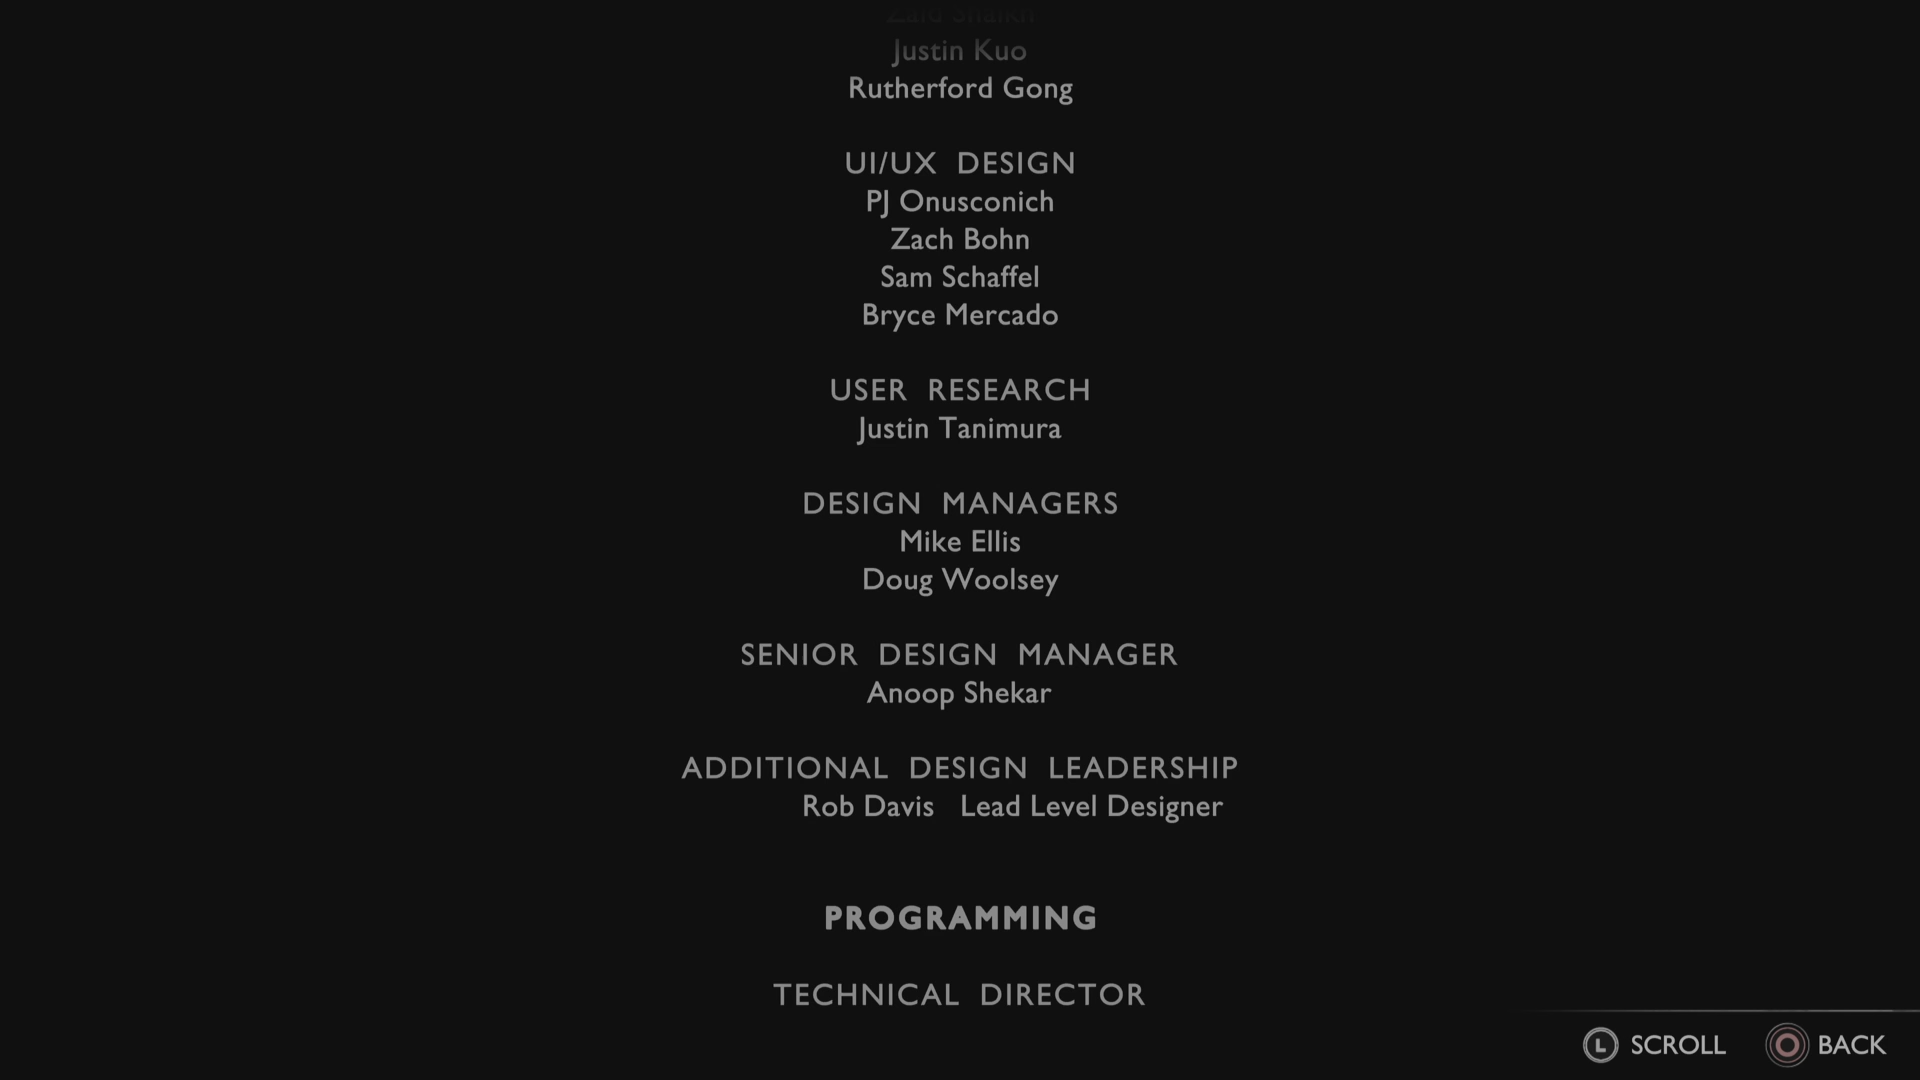 Zaid Shaikh
Justin Kuo
Rutherford Gong
UI/UX DESIGN
PJ Onusconich
Zach Bohn
Sam Schaffel
Bryce Mercado
USER RESEARCH
Justin Tanimura
DESIGN MANAGERS
Mike Ellis
Doug Woolsey
SENIOR DESIGN MANAGER
Anoop Shekar
ADDITIONAL DESIGN LEADERSHIP
Rob Davis Lead Level Designer
PROGRAMMING
TECHNICAL DIRECTOR
L SCROLL BACK